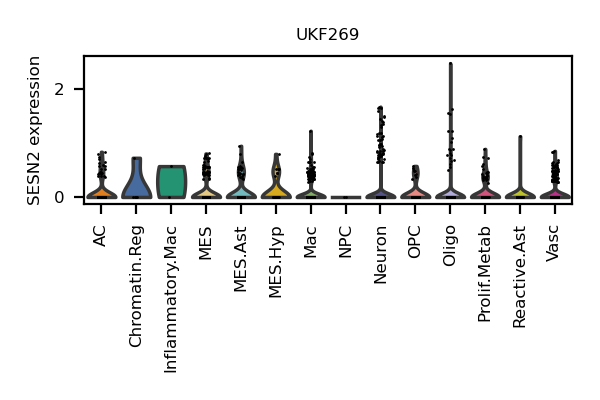 UKF269
SESN2 expression
2
0
AC
Chromatin.Reg
Inflammatory.Mac
MES
MES.Ast
MES.Hyp
Mac
NPC
Neuron
OPC
Oligo
Prolif.Metab
Reactive.Ast
Vasc